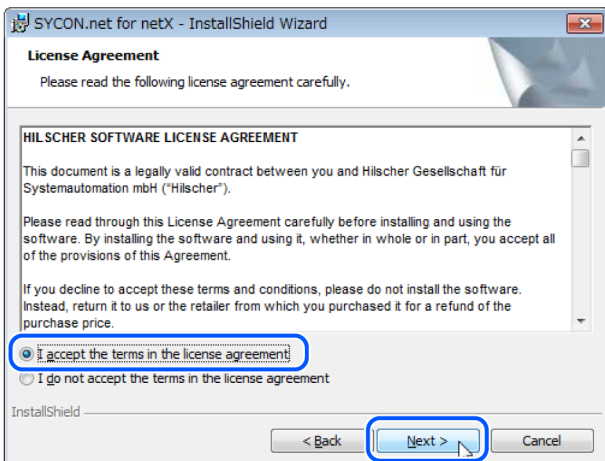 SYCON.net for netX - InstallShield Wizard
License Agreement
Please read the following license agreement carefully.
HILSCHER SOFTWARE LICENSE AGREEMENT
This document is a legally valid contract between you and Hilscher Gesellschaft für
Systemautomation mbH ("Hilscher").
Please read through this License Agreement carefully before installing and using the
software. By installing the software and using it, whether in whole or in part, you accept all
of the provisions of this Agreement.
If you decline to accept these terms and conditions, please do not install the software.
Instead, return it to us or the retailer from which you purchased it for a refund of the
purchase price.
I accept the terms in the license agreement
I do not accept the terms in the license agreement
InstallShield
< Back
Next >
Cancel